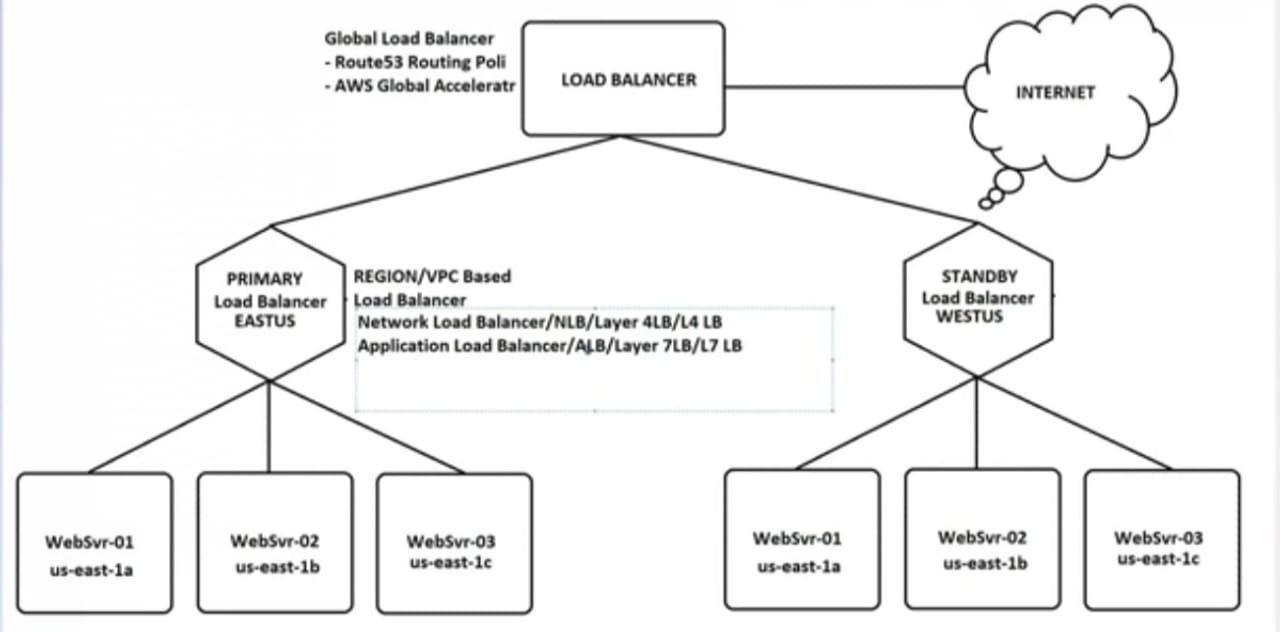 Global Load Balancer
- Route53 Routing Poli
- AWS Global Acceleratr
LOAD BALANCER
INTERNET
PRIMARY
Load Balancer
EASTUS
REGION/VPC Based
Load Balancer
Network Load Balancer/NLB/Layer 4LB/L4 LB
Application Load Balancer/ALB/Layer 7LB/L7 LB
STANDBY
Load Balancer
WESTUS
WebSvr-01
us-east-1a
WebSvr-02
us-east-1b
WebSvr-03
us-east-1c
WebSvr-01
us-east-1a
WebSvr-02
us-east-1b
WebSvr-03
us-east-1c